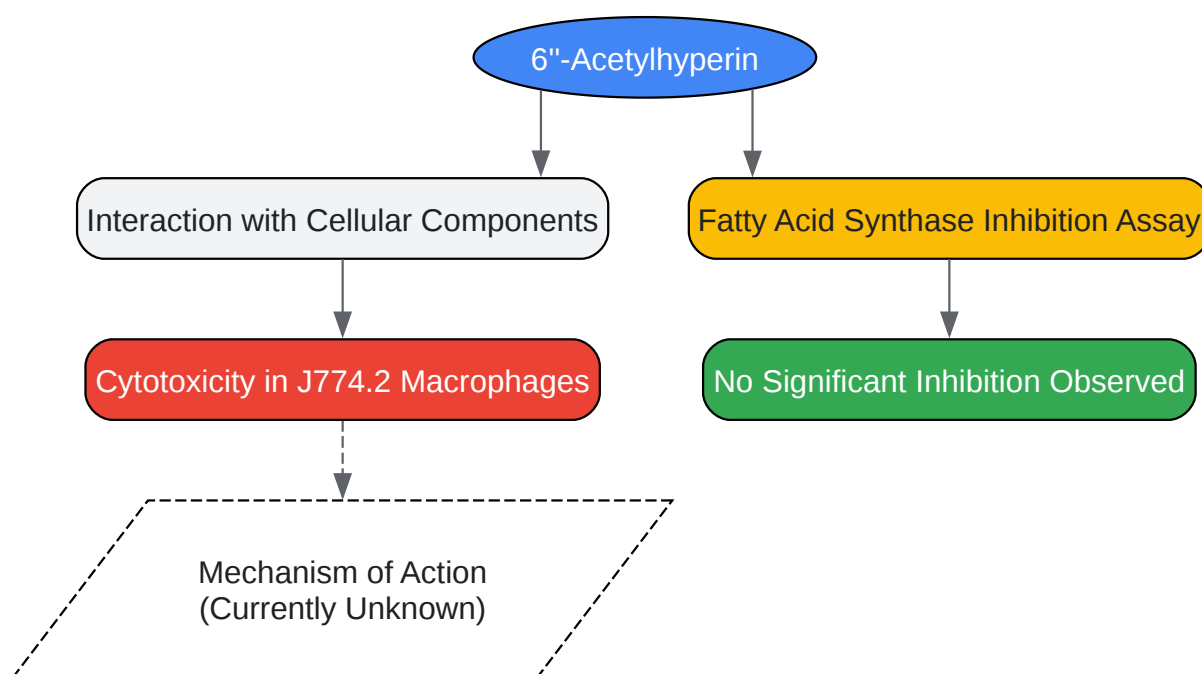 6''-Acetylhyperin
Interaction with Cellular Components
Fatty Acid Synthase Inhibition Assay
Cytotoxicity in J774.2 Macrophages
No Significant Inhibition Observed
Mechanism of Action
(Currently Unknown)